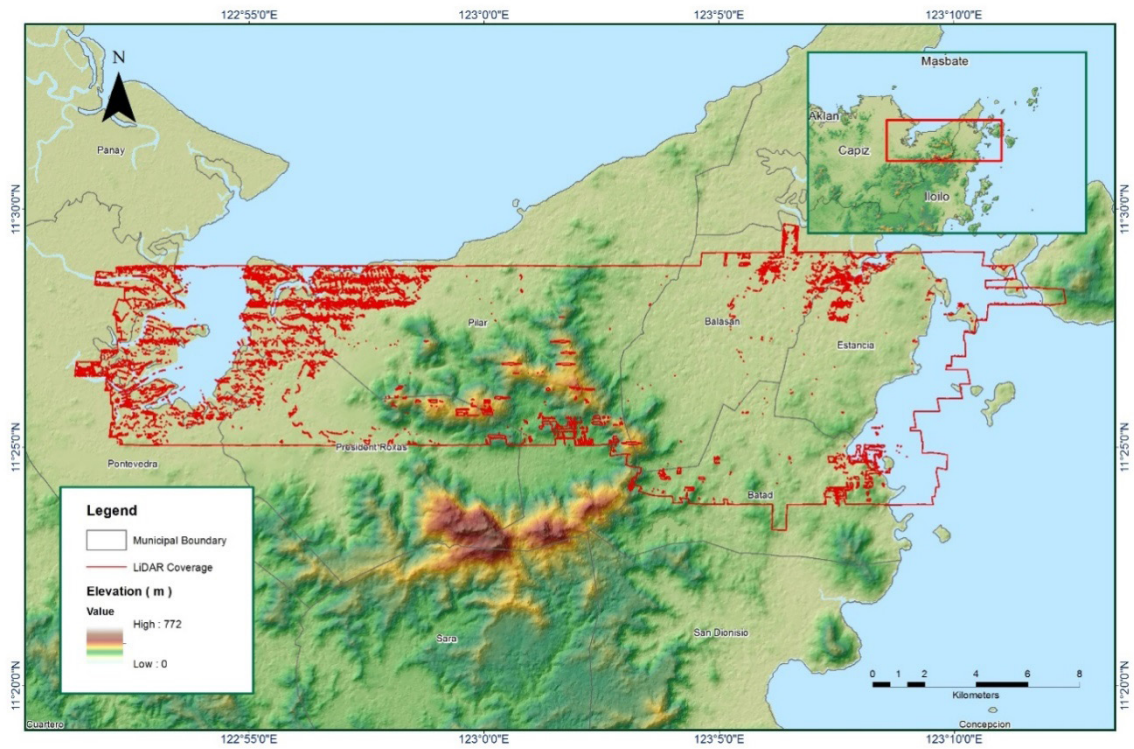 122°55'0"E 123°0'0"E 123°5'0"E 123°10'0"E
N
Masbate
Aklan
Capiz
Iloilo
Panay
11°30'0"N 11°30'0"N
Pilar
Balasan
Estancia
11°25'0"N 11°25'0"N
President Roxas
Pontevedra
Batad
Legend
Municipal Boundary
LiDAR Coverage
Elevation ( m )
Value
High : 772
Low : 0
Sara
San Dionisio
11°20'0"N 11°20'0"N
0 1 2 4 6 8
Kilometers
Cuartero
Concepcion
122°55'0"E 123°0'0"E 123°5'0"E 123°10'0"E